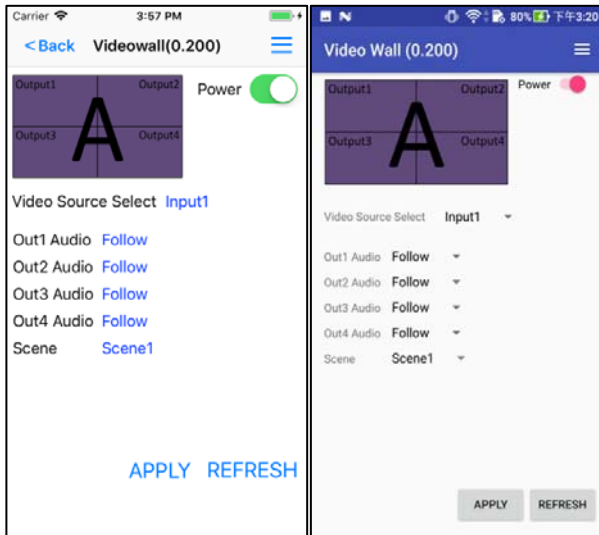 Carrier 3:57 PM
< Back Videowall(0.200)
Output1 Output2
Power
A
Output3 Output4
Video Source Select Input1
Out1 Audio Follow
Out2 Audio Follow
Out3 Audio Follow
Out4 Audio Follow
Scene Scene1
APPLY REFRESH
N 80% 下午3:20
Video Wall (0.200)
Output1 Output2
Power
A
Output3 Output4
Video Source Select Input1
Out1 Audio Follow
Out2 Audio Follow
Out3 Audio Follow
Out4 Audio Follow
Scene Scene1
APPLY REFRESH